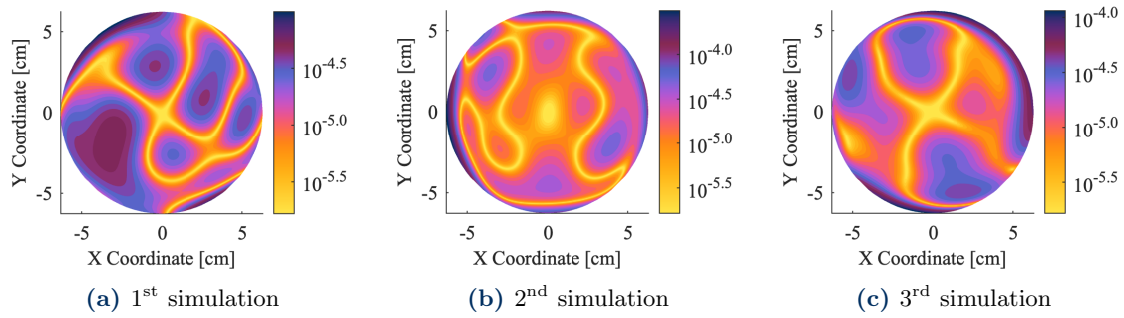 5
0
-5
Y Coordinate [cm]
-5 0 5
X Coordinate [cm]
10^-4.5
10^-5.0
10^-5.5
(a) 1st simulation
5
0
-5
Y Coordinate [cm]
-5 0 5
X Coordinate [cm]
10^-4.0
10^-4.5
10^-5.0
10^-5.5
(b) 2nd simulation
5
0
-5
Y Coordinate [cm]
-5 0 5
X Coordinate [cm]
10^-4.0
10^-4.5
10^-5.0
10^-5.5
(c) 3rd simulation